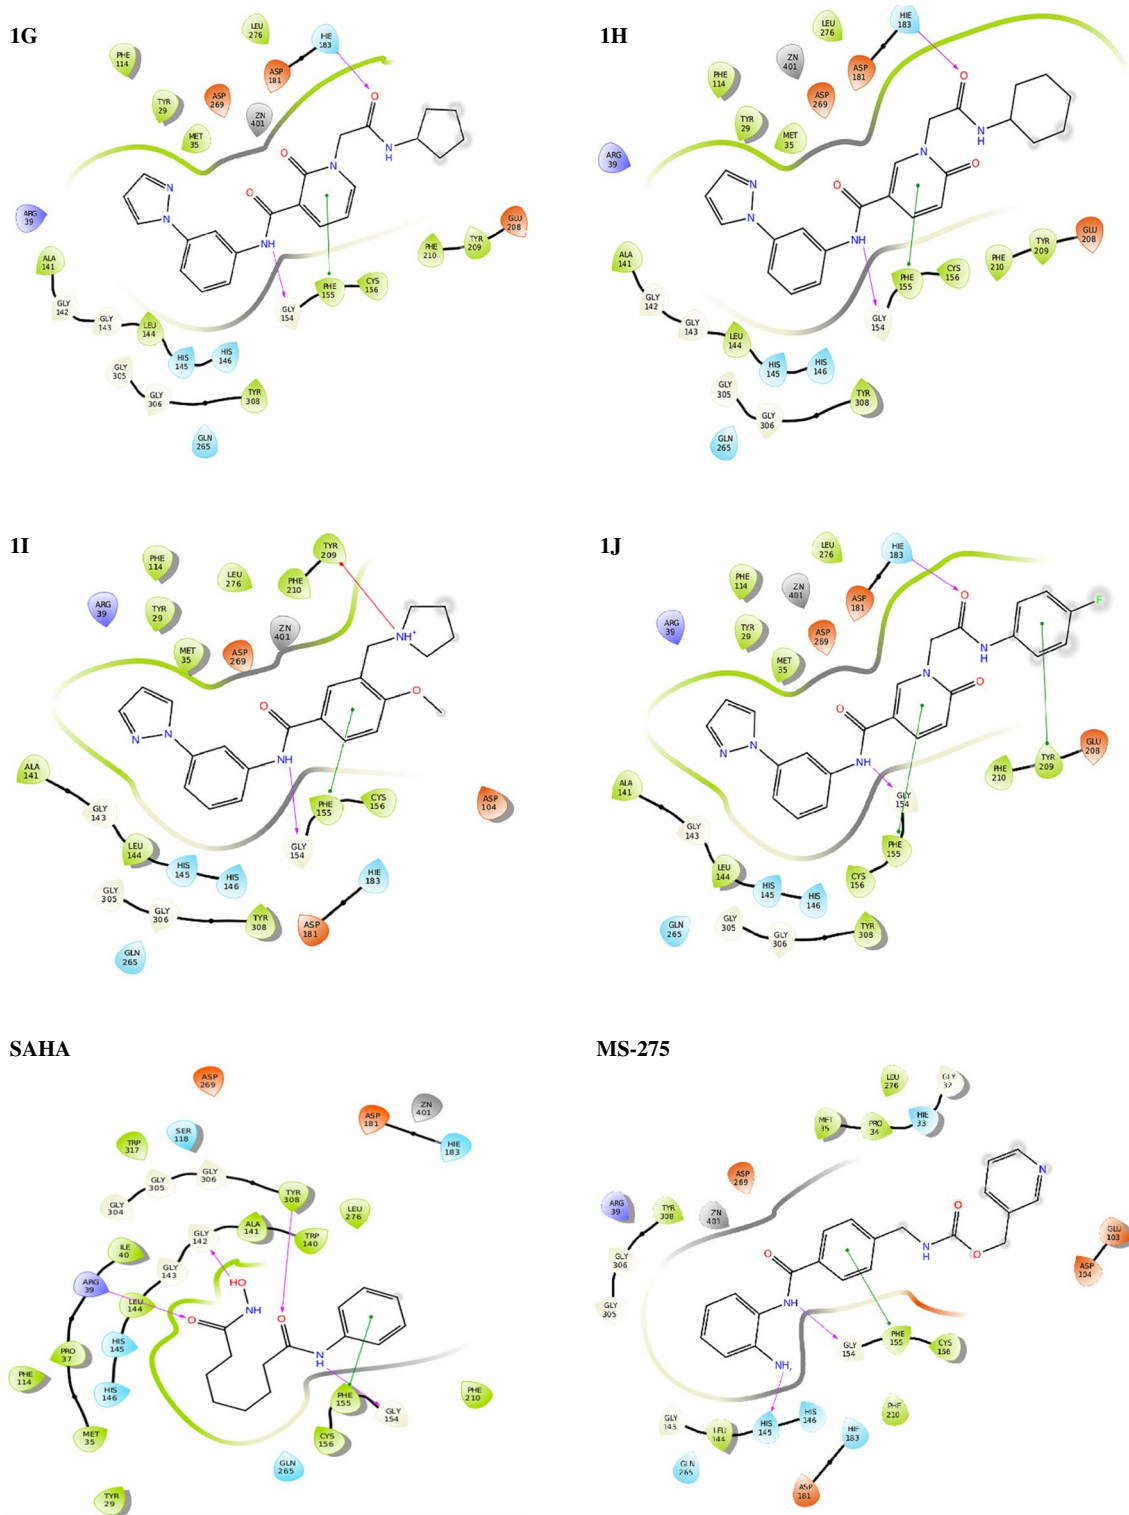 1G
LEU 276
HIE 183
PHE 114
ASP 181
TYR 29
ASP 269
ZN 401
MET 35
O
O
N
H
O
N
N
N
O
NH
ARG 39
GLU 208
TYR 209
PHE 210
ALA 141
GLY 142
GLY 143
LEU 144
PHE 155
CYS 156
GLY 154
HIS 145
HIS 146
GLY 305
GLY 306
TYR 308
GLN 265
1H
LEU 276
HIE 183
ZN 401
ASP 181
PHE 114
ASP 269
TYR 29
MET 35
ARG 39
O
N
H
N
O
O
N
N
NH
GLU 208
TYR 209
PHE 210
ALA 141
GLY 142
GLY 143
LEU 144
PHE 155
CYS 156
GLY 154
HIS 145
HIS 146
GLY 305
GLY 306
TYR 308
GLN 265
1I
TYR 209
PHE 114
LEU 276
PHE 210
ARG 39
TYR 29
ZN 401
MET 35
ASP 269
NH+
O
O
N
N
NH
ALA 141
GLY 143
LEU 144
PHE 155
CYS 156
ASP 104
GLY 154
HIS 145
HIS 146
HIE 183
GLY 305
GLY 306
TYR 308
ASP 181
GLN 265
1J
LEU 276
HIE 183
PHE 114
ZN 401
ASP 181
ARG 39
TYR 29
ASP 269
MET 35
O
F
N
H
N
O
O
N
N
NH
GLU 208
TYR 209
PHE 210
ALA 141
GLY 154
GLY 143
PHE 155
LEU 144
CYS 156
HIS 145
HIS 146
GLN 265
GLY 305
GLY 306
TYR 308
SAHA
ASP 269
ZN 401
ASP 181
SER 118
TRP 317
HIE 183
GLY 306
GLY 305
GLY 304
TYR 308
LEU 276
ALA 141
TRP 140
GLY 142
ILE 40
GLY 143
ARG 39
LEU 144
HO
NH
O
O
N
H
HIS 145
PRO 37
PHE 114
HIS 146
PHE 155
GLY 154
PHE 210
MET 35
CYS 156
GLN 265
TYR 29
MS-275
LEU 276
GLY 32
MET 35
PRO 34
HIE 33
ASP 269
ARG 39
TYR 308
ZN 401
N
O
O
N
H
O
NH
GLU 103
ASP 104
GLY 306
GLY 305
PHE 155
CYS 156
GLY 154
NH₂
PHE 210
GLY 143
LEU 144
HIS 145
HIS 146
HIE 183
GLN 265
ASP 181